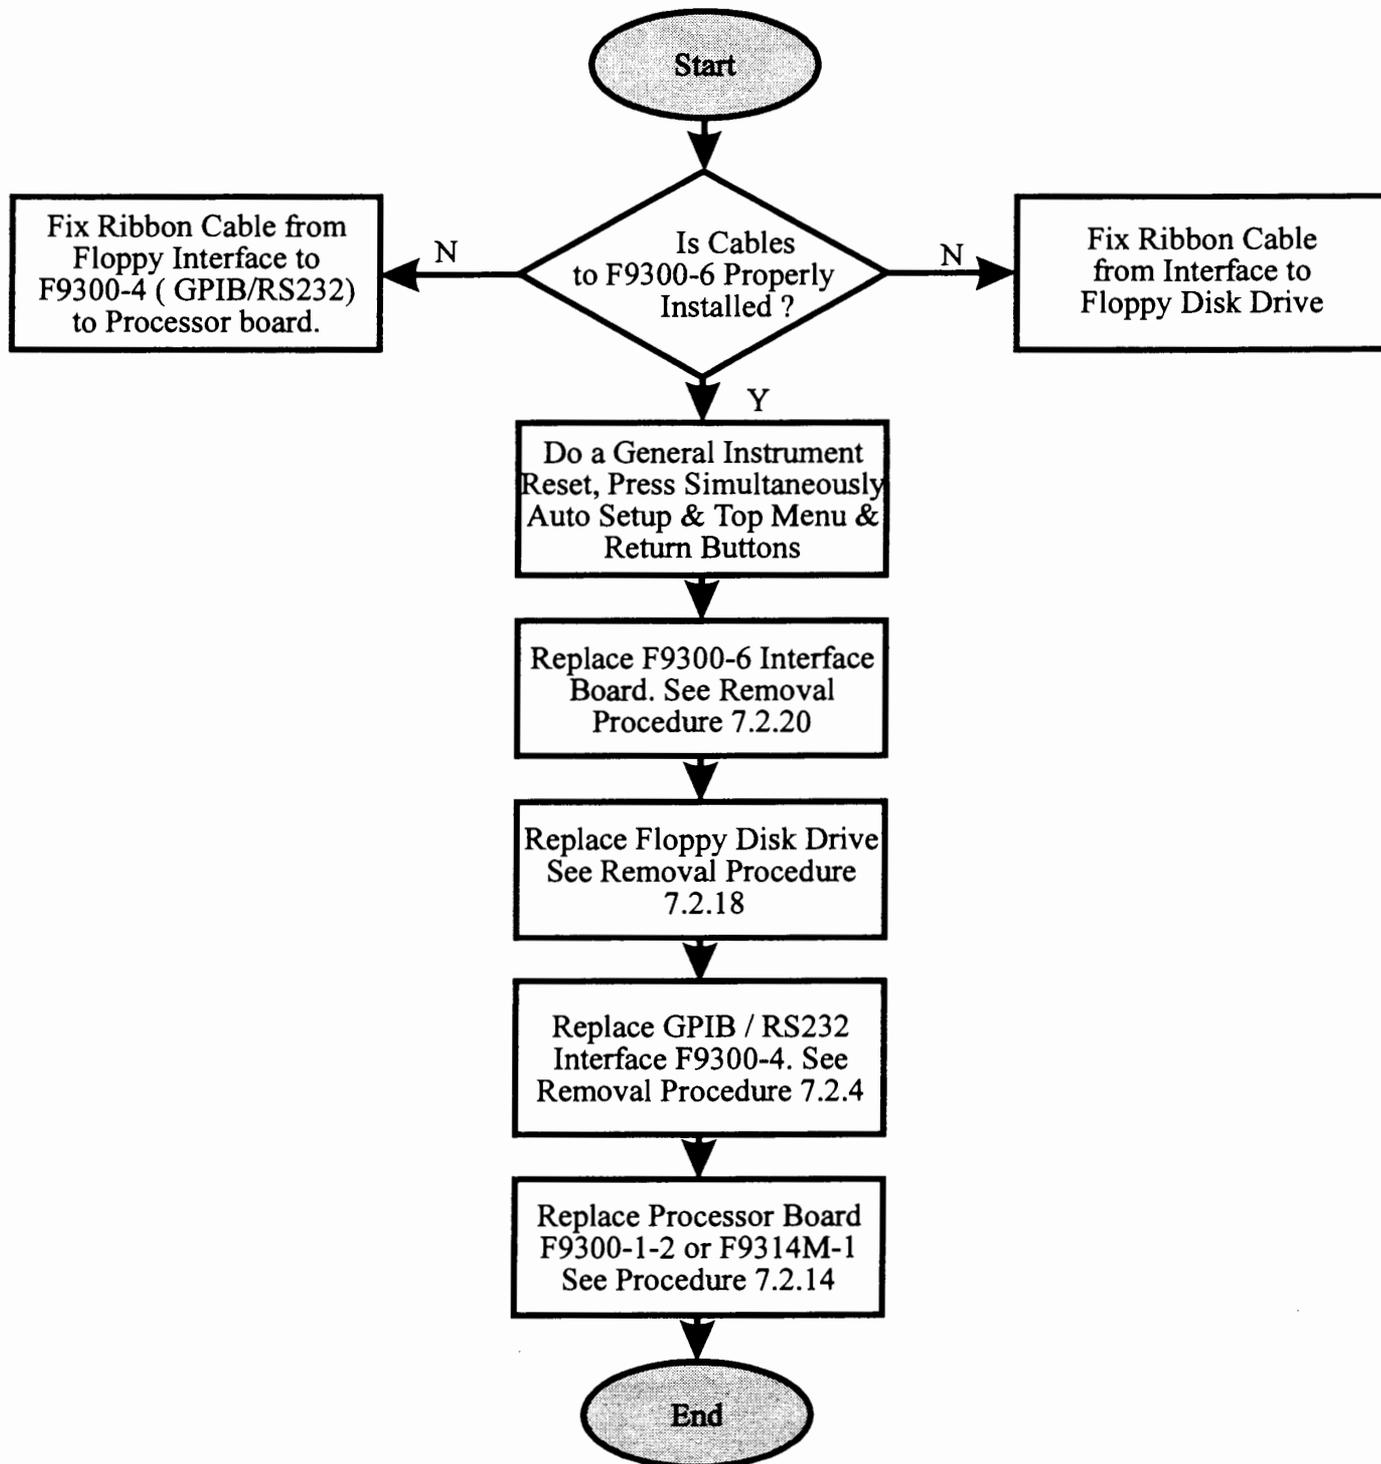 Start
Is Cables
to F9300-6 Properly
Installed ?
N
Fix Ribbon Cable from
Floppy Interface to
F9300-4 ( GPIB/RS232)
to Processor board.
N
Fix Ribbon Cable
from Interface to
Floppy Disk Drive
Y
Do a General Instrument
Reset, Press Simultaneously
Auto Setup & Top Menu &
Return Buttons
Replace F9300-6 Interface
Board. See Removal
Procedure 7.2.20
Replace Floppy Disk Drive
See Removal Procedure
7.2.18
Replace GPIB / RS232
Interface F9300-4. See
Removal Procedure 7.2.4
Replace Processor Board
F9300-1-2 or F9314M-1
See Procedure 7.2.14
End